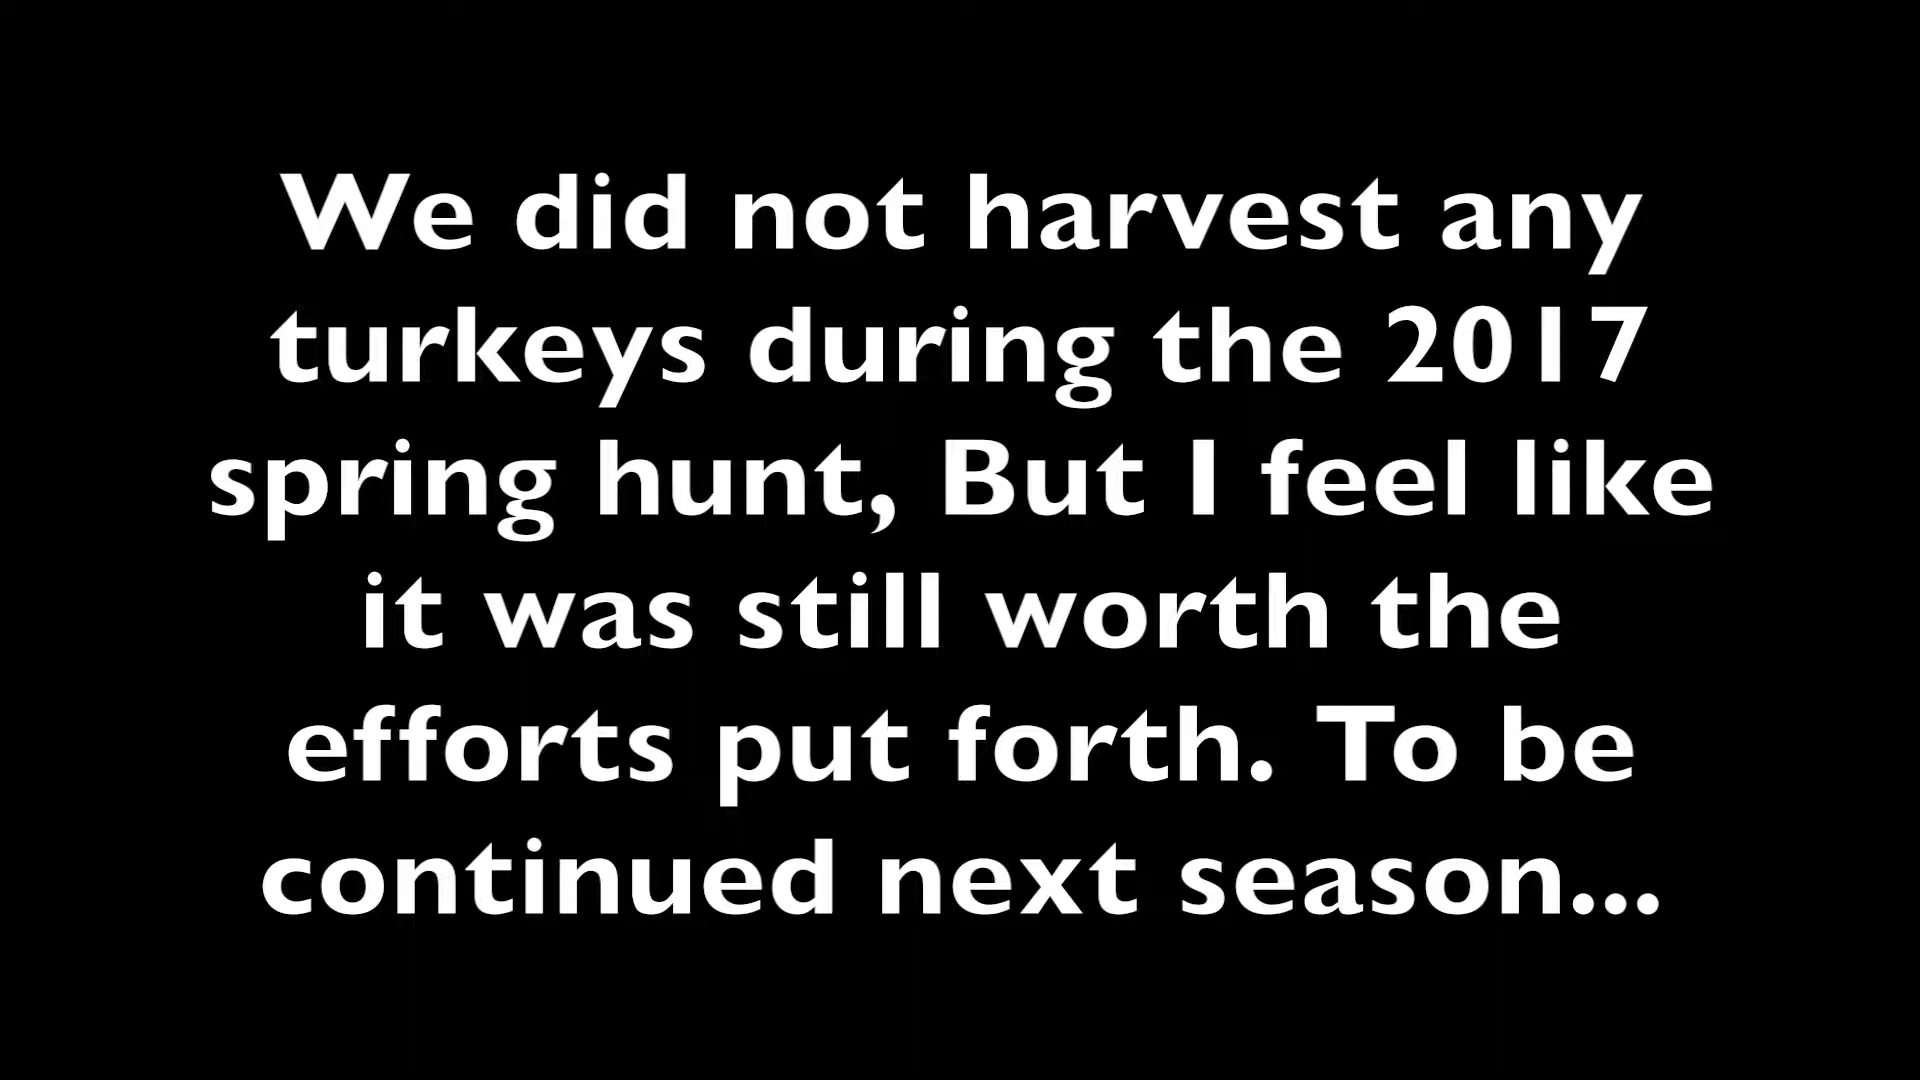 We did not harvest any
turkeys during the 2017
spring hunt, But I feel like
it was still worth the
efforts put forth. To be
continued next season...